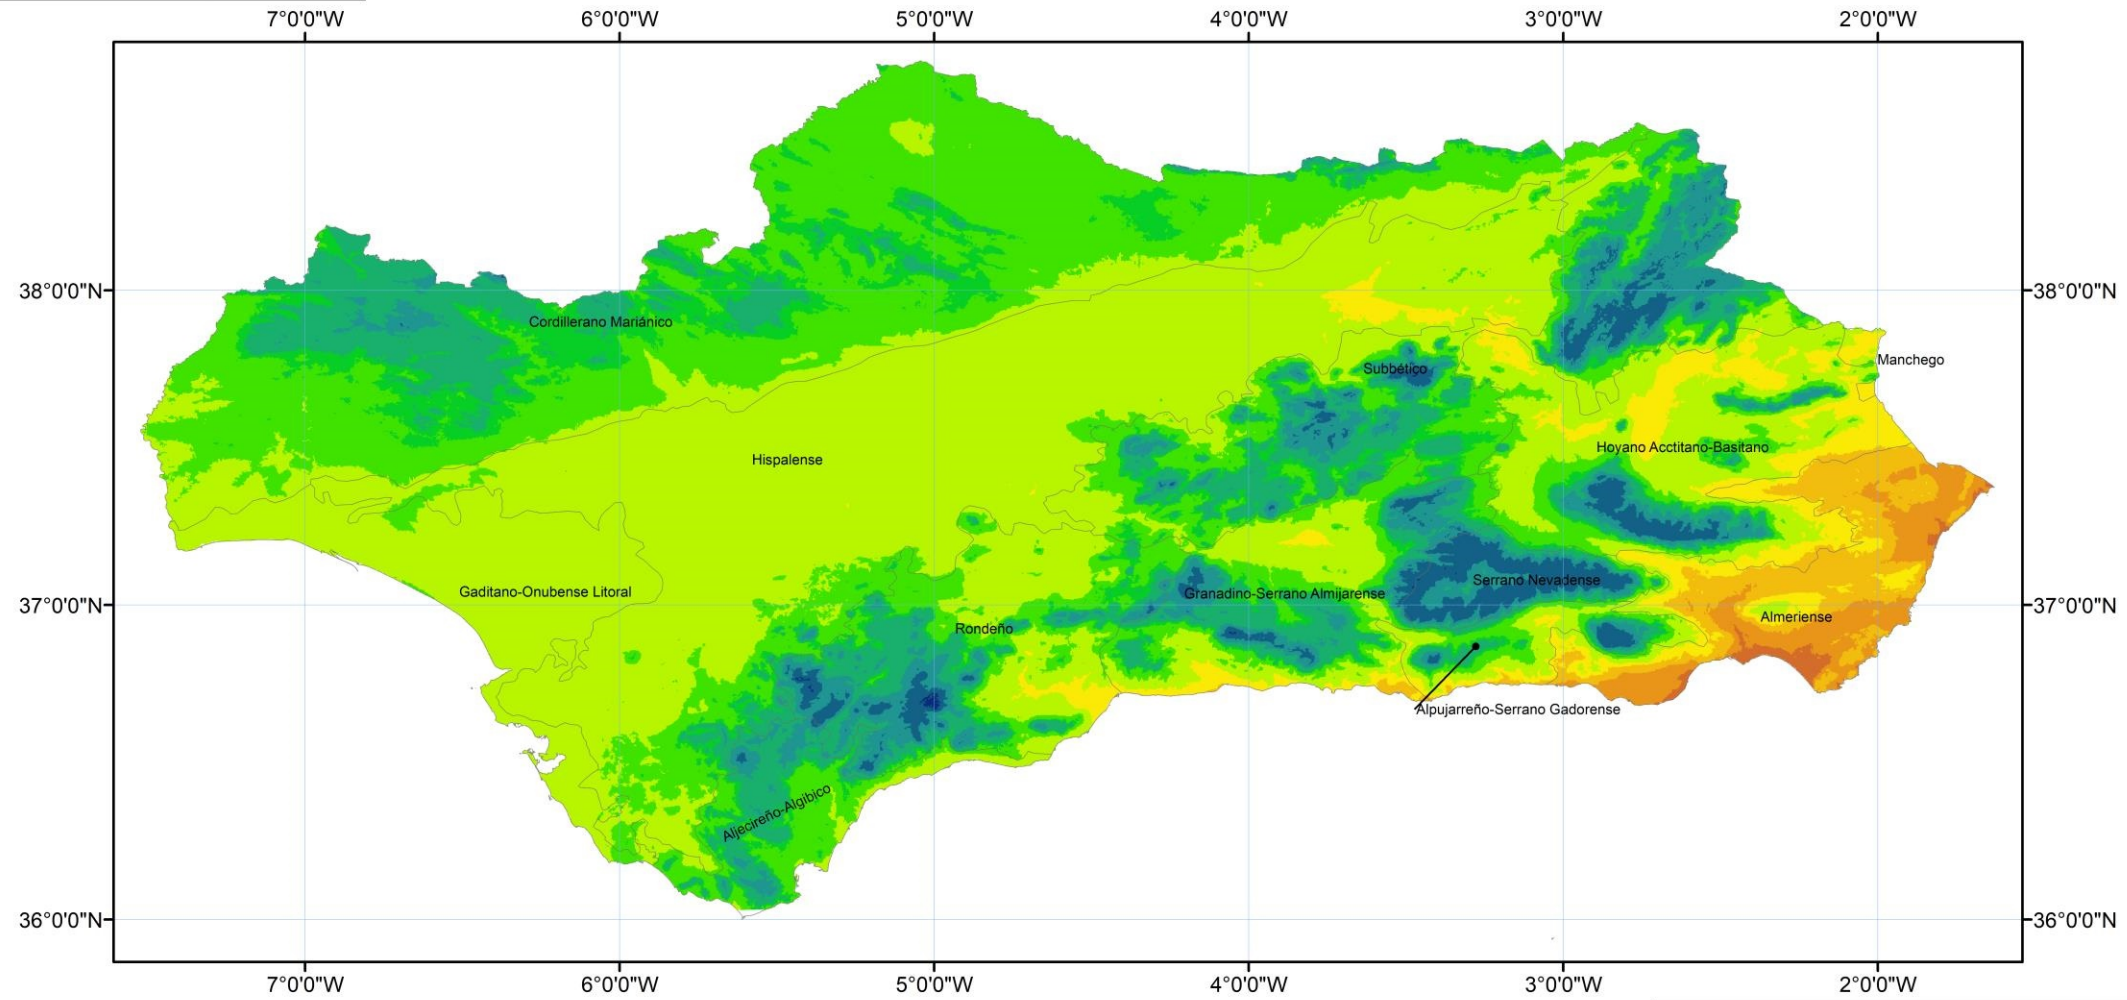 7°0'0"W 6°0'0"W 5°0'0"W 4°0'0"W 3°0'0"W 2°0'0"W
38°0'0"N 38°0'0"N
Cordillerano Mariánico
Manchego
Subbético
Hoyano Acctitano-Basitano
Hispalense
Serrano Nevadense
Gaditano-Onubense Litoral
Granadino-Serrano Almijarense
37°0'0"N 37°0'0"N
Almeriense
Rondeño
Alpujarreño-Serrano Gadorense
Aljecireño-Algibico
36°0'0"N 36°0'0"N
7°0'0"W 6°0'0"W 5°0'0"W 4°0'0"W 3°0'0"W 2°0'0"W